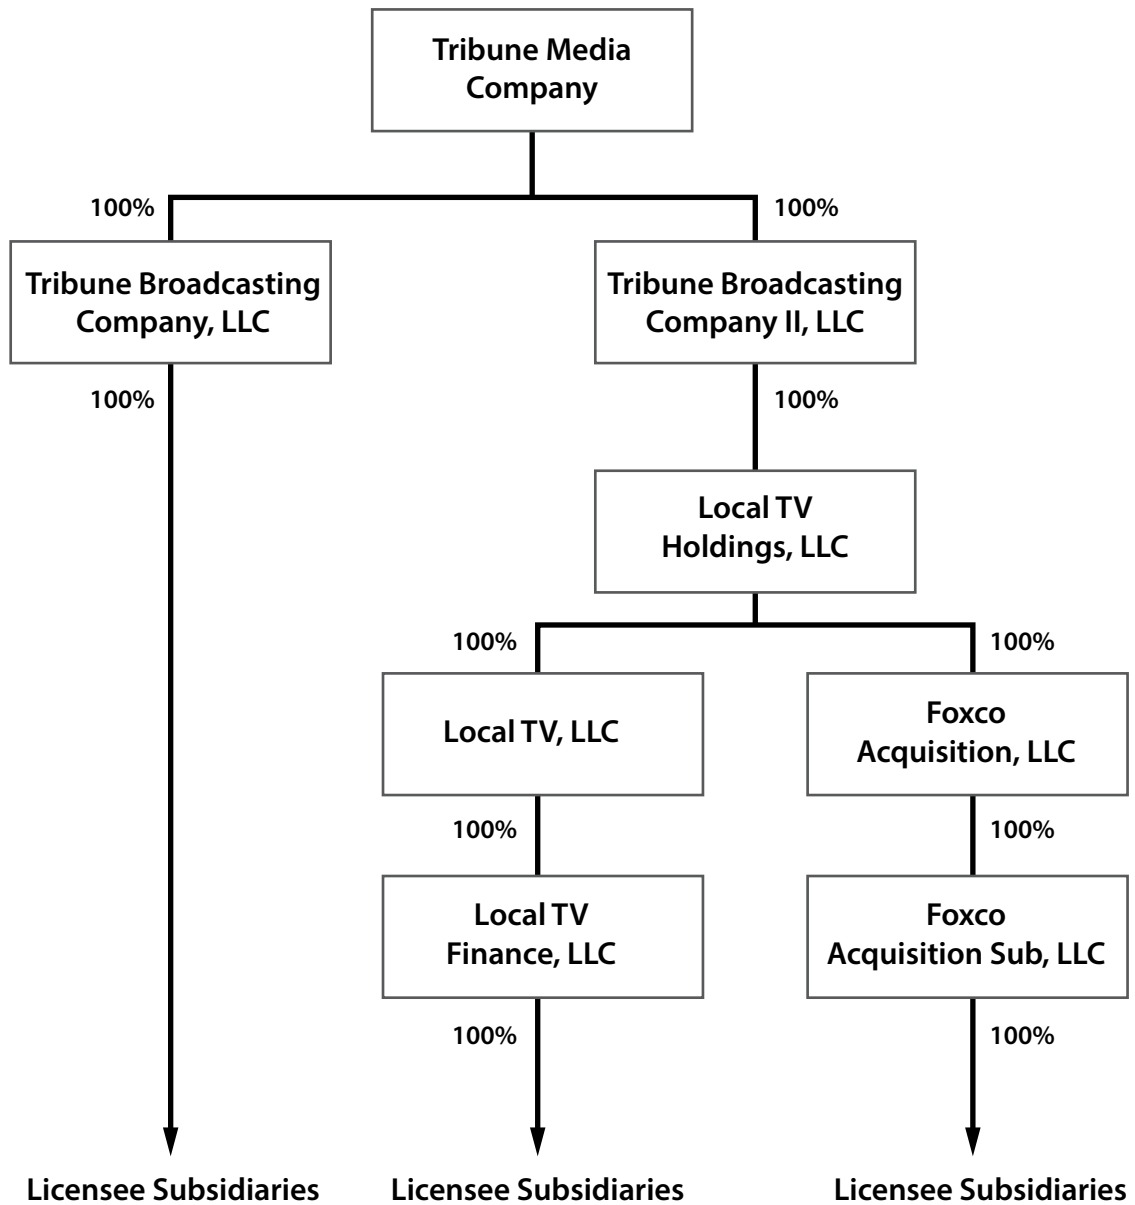 Tribune Media
Company
100%
100%
Tribune Broadcasting
Company, LLC
Tribune Broadcasting
Company II, LLC
100%
100%
Local TV
Holdings, LLC
100%
100%
Local TV, LLC
Foxco
Acquisition, LLC
100%
100%
Local TV
Finance, LLC
Foxco
Acquisition Sub, LLC
100%
100%
Licensee Subsidiaries
Licensee Subsidiaries
Licensee Subsidiaries